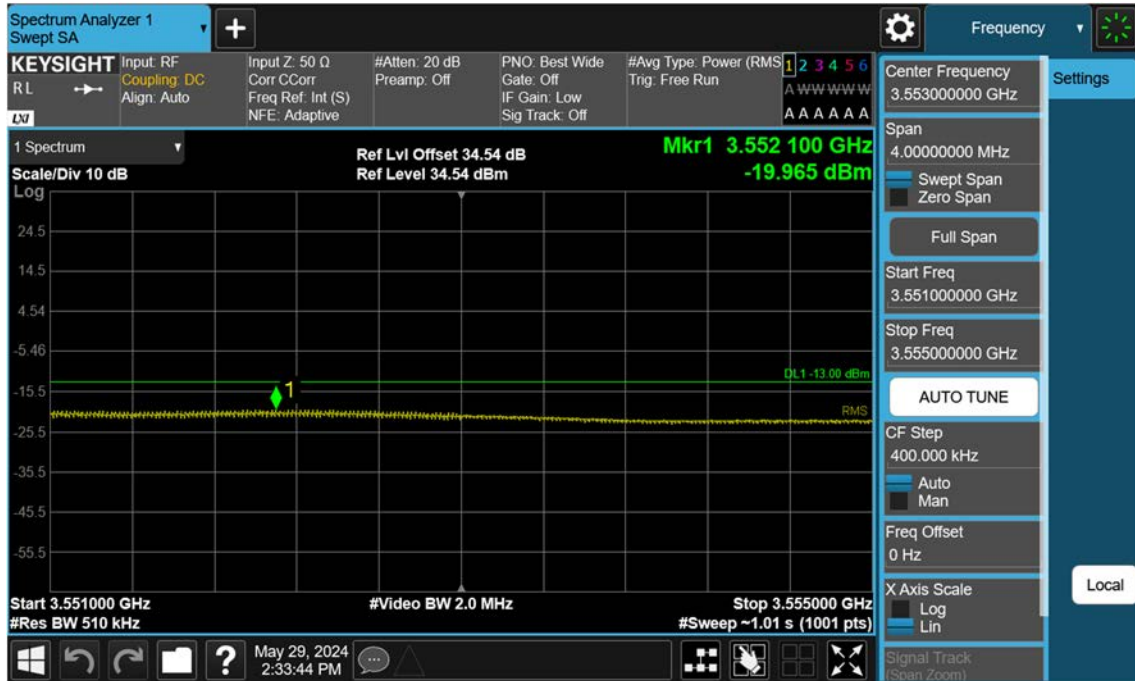 Spectrum Analyzer 1
Swept SA
Frequency
KEYSIGHT
R L
LXI
Input: RF
Coupling: DC
Align: Auto
Input Z: 50 Ω
Corr CCorr
Freq Ref: Int (S)
NFE: Adaptive
#Atten: 20 dB
Preamp: Off
PNO: Best Wide
Gate: Off
IF Gain: Low
Sig Track: Off
#Avg Type: Power (RMS
Trig: Free Run
1 2 3 4 5 6
A W W W W W
A A A A A A
1 Spectrum
Scale/Div 10 dB
Log
Ref Lvl Offset 34.54 dB
Ref Level 34.54 dBm
Mkr1 3.552 100 GHz
-19.965 dBm
24.5
14.5
4.54
-5.46
DL1 -13.00 dBm
-15.5
1
RMS
-25.5
-35.5
-45.5
-55.5
Start 3.551000 GHz
#Res BW 510 kHz
#Video BW 2.0 MHz
Stop 3.555000 GHz
#Sweep ~1.01 s (1001 pts)
May 29, 2024
2:33:44 PM
Center Frequency
3.553000000 GHz
Span
4.00000000 MHz
Swept Span
Zero Span
Full Span
Start Freq
3.551000000 GHz
Stop Freq
3.555000000 GHz
AUTO TUNE
CF Step
400.000 kHz
Auto
Man
Freq Offset
0 Hz
X Axis Scale
Log
Lin
Signal Track
(Span Zoom)
Settings
Local